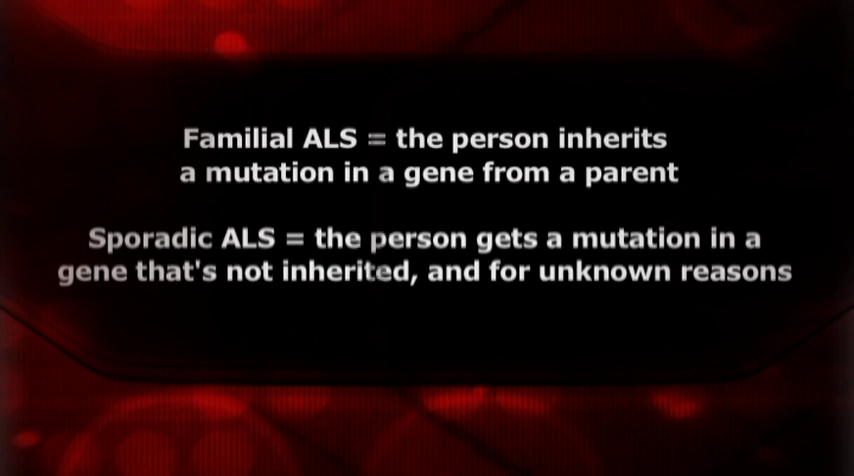 Familial ALS = the person inherits
a mutation in a gene from a parent
Sporadic ALS = the person gets a mutation in a
gene that's not inherited, and for unknown reasons